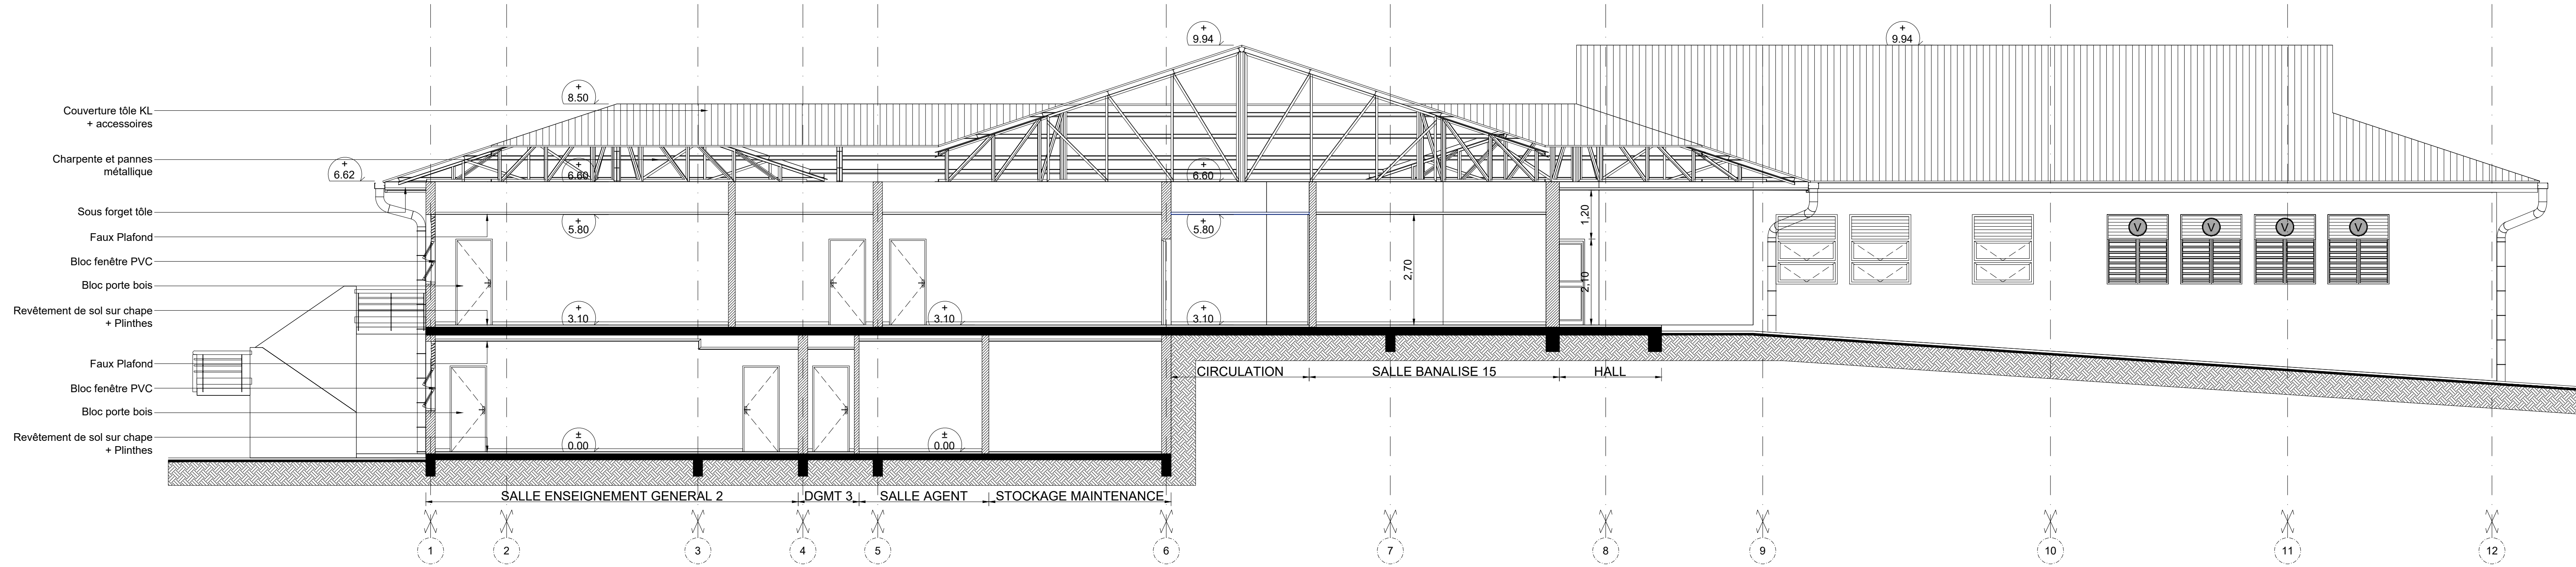 +
9.94
+
9.94
+
8.50
Couverture tôle KL
+ accessoires
Charpente et pannes
métallique
+
6.62
+
6.60
+
6.60
Sous forget tôle
1,20
Faux Plafond
+
5.80
+
5.80
V V V V
Bloc fenêtre PVC
2,70
2,10
Bloc porte bois
Revêtement de sol sur chape
+ Plinthes
+
3.10
+
3.10
+
3.10
Faux Plafond
CIRCULATION SALLE BANALISE 15 HALL
Bloc fenêtre PVC
Bloc porte bois
Revêtement de sol sur chape
+ Plinthes
±
0.00
±
0.00
SALLE ENSEIGNEMENT GENERAL 2 DGMT 3 SALLE AGENT STOCKAGE MAINTENANCE
1 2 3 4 5 6 7 8 9 10 11 12